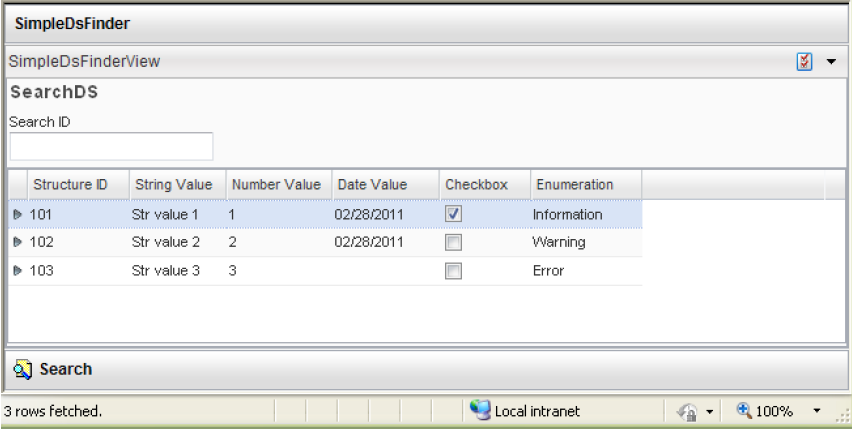 SimpleDsFinder
SimpleDsFinderView
SearchDS
Search ID
Structure ID String Value Number Value Date Value Checkbox Enumeration
101 Str value 1 1 02/28/2011 Information
102 Str value 2 2 02/28/2011 Warning
103 Str value 3 3 Error
Search
3 rows fetched. Local intranet 100%